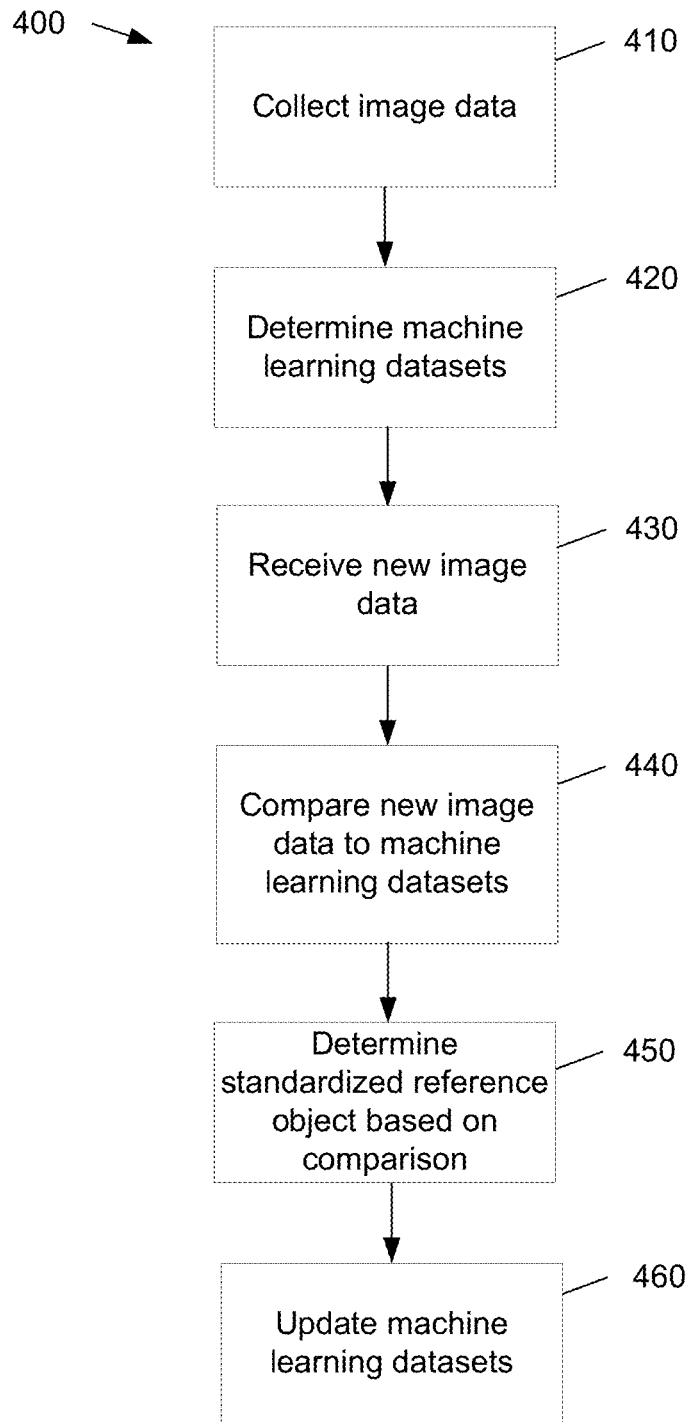 400
410
Collect image data
420
Determine machine
learning datasets
430
Receive new image
data
440
Compare new image
data to machine
learning datasets
450
Determine
standardized reference
object based on
comparison
460
Update machine
learning datasets